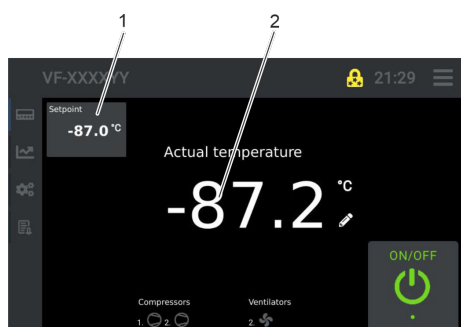 1 2
VF-XXXXYY 21:29
Setpoint
-87.0 °C
Actual temperature
-87.2 °C
ON/OFF
Compressors Ventilators
1. 2. 2.